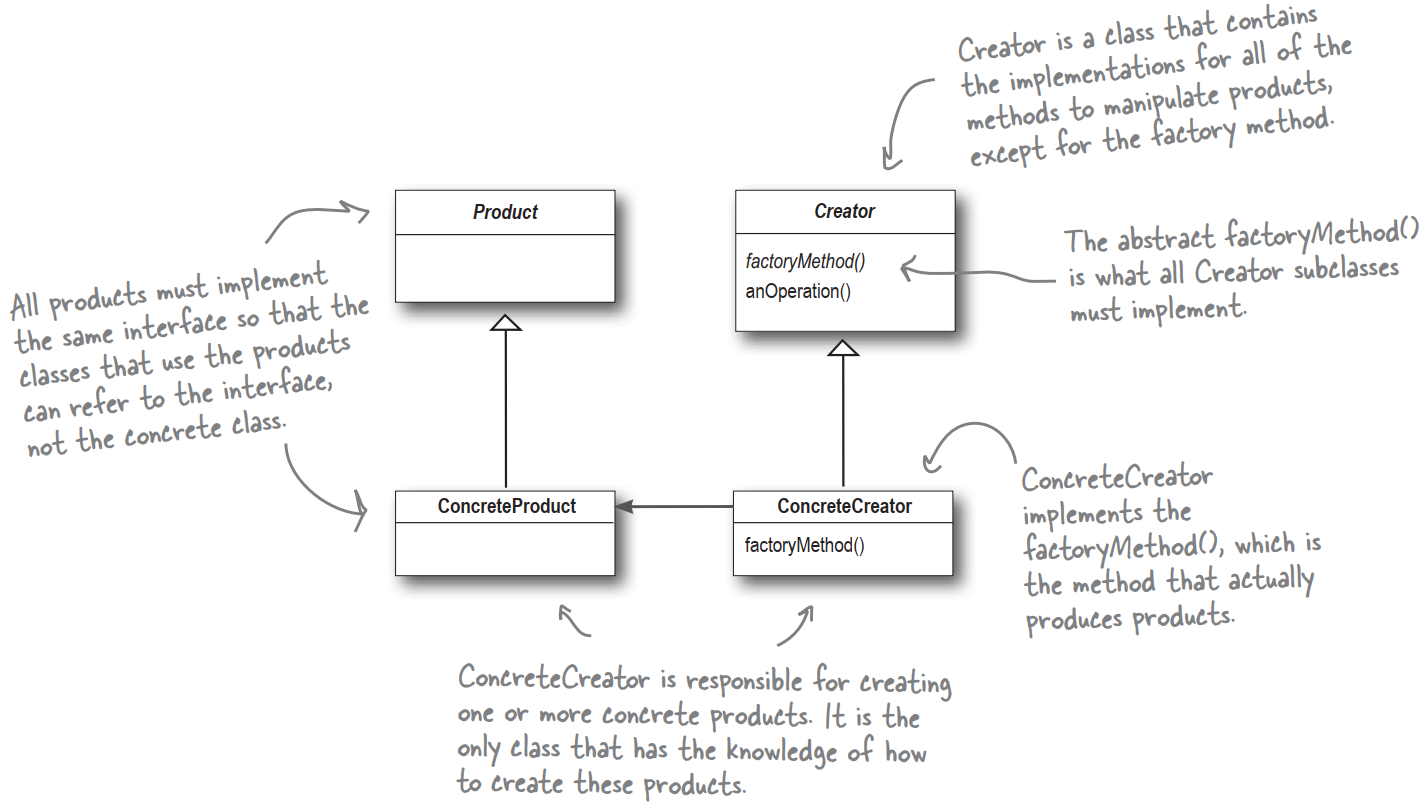 Creator is a class that contains
the implementations for all of the
methods to manipulate products,
except for the factory method.
Product
Creator
factoryMethod()
anOperation()
The abstract factoryMethod()
is what all Creator subclasses
must implement.
All products must implement
the same interface so that the
classes that use the products
can refer to the interface,
not the concrete class.
ConcreteProduct
ConcreteCreator
factoryMethod()
ConcreteCreator
implements the
factoryMethod(), which is
the method that actually
produces products.
ConcreteCreator is responsible for creating
one or more concrete products. It is the
only class that has the knowledge of how
to create these products.